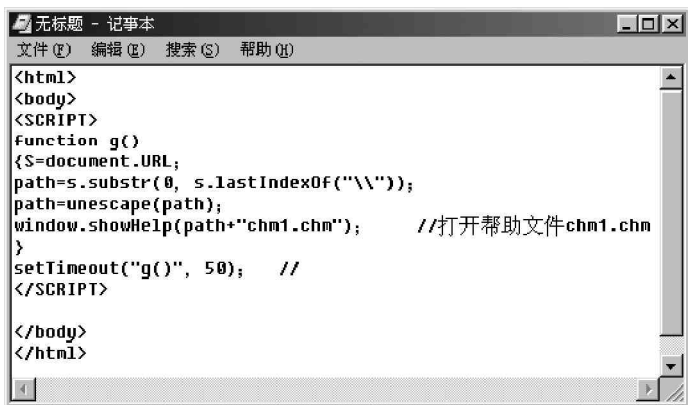 无标题 - 记事本
文件(F) 编辑(E) 搜索(S) 帮助(H)
<html>
<body>
<SCRIPT>
function g()
{S=document.URL;
path=s.substr(0, s.lastIndexOf("\\"));
path=unescape(path);
window.showHelp(path+"chm1.chm"); //打开帮助文件chm1.chm
}
setTimeout("g()", 50); //
</SCRIPT>
</body>
</html>